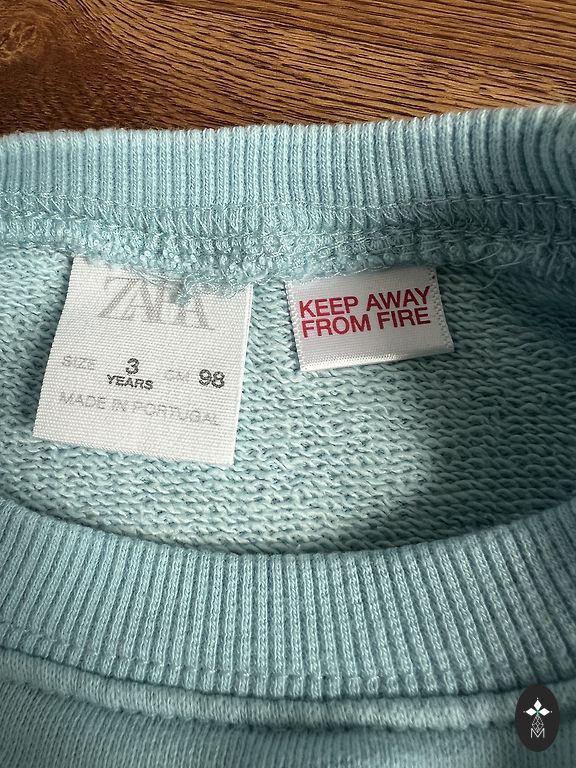 ZARA
SIZE 3 YEARS CM 98
MADE IN PORTUGAL
KEEP AWAY
FROM FIRE
M